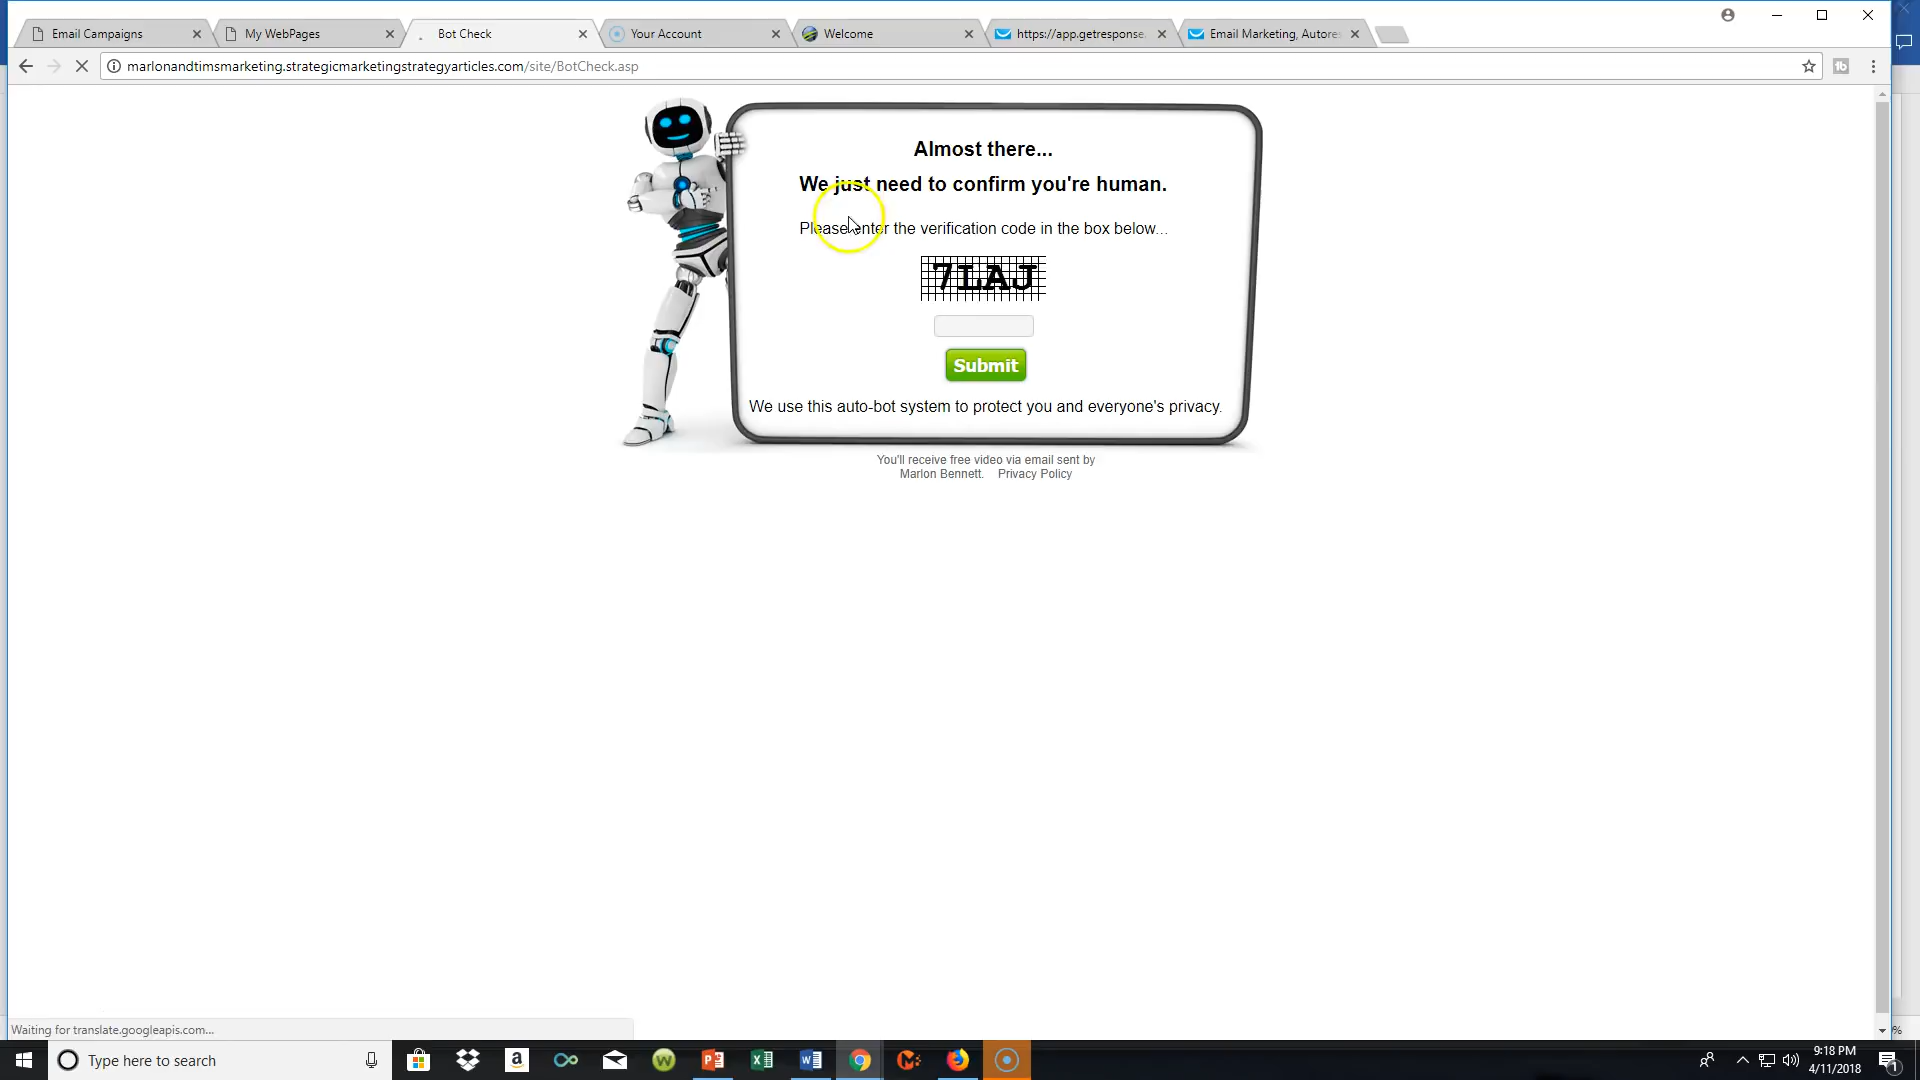 Email Campaigns
My WebPages
Bot Check
Your Account
Welcome
https://app.getresponse.
Email Marketing, Autores
marlonandtimsmarketing.strategicmarketingstrategyarticles.com/site/BotCheck.asp
Almost there...
We just need to confirm you're human.
Please enter the verification code in the box below...
7LAJ
Submit
We use this auto-bot system to protect you and everyone's privacy.
You'll receive free video via email sent by
Marlon Bennett. Privacy Policy
Waiting for translate.googleapis.com...
Type here to search
9:18 PM
4/11/2018